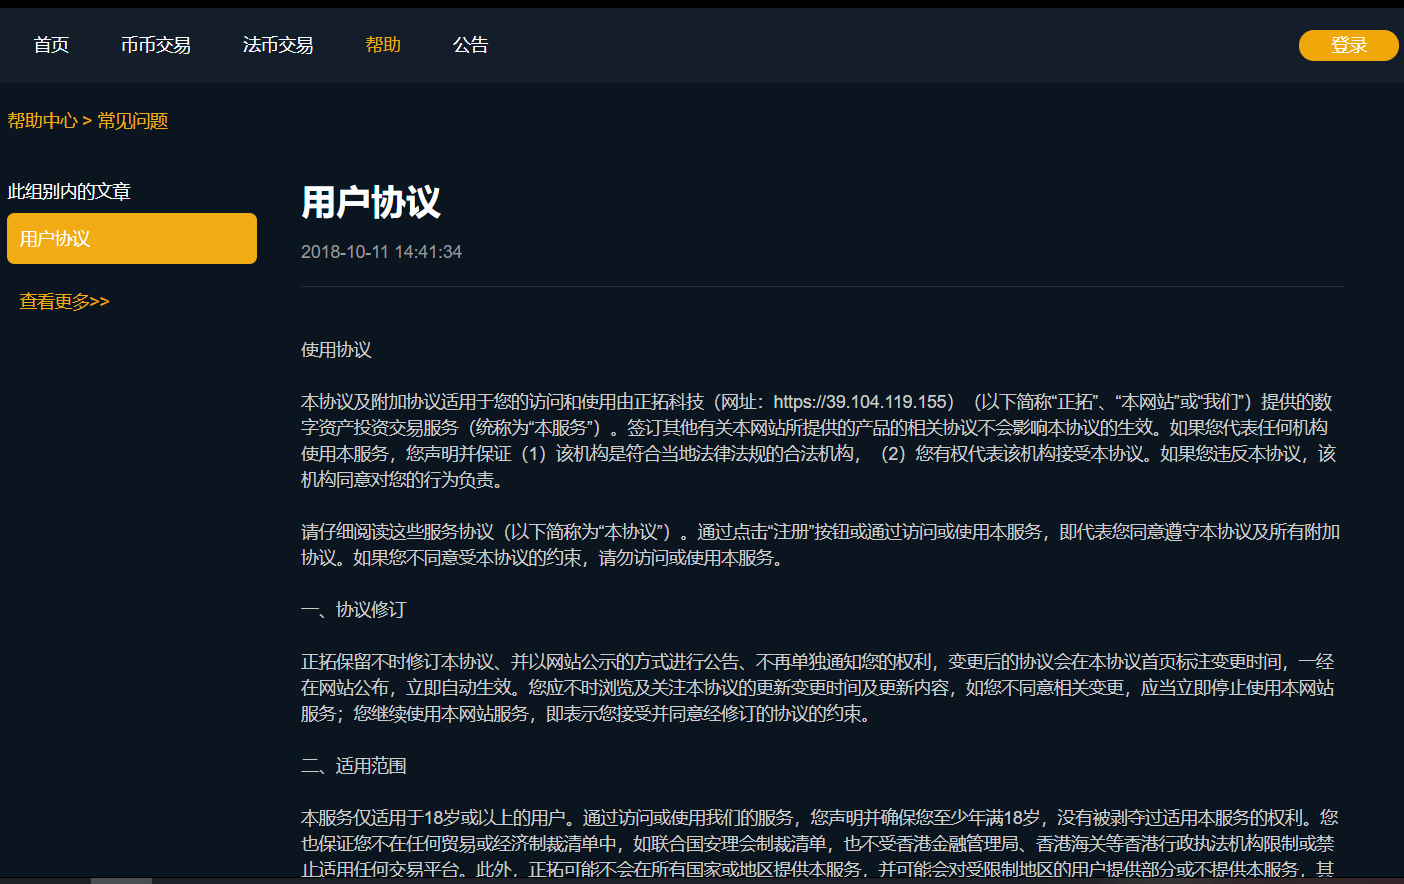 首页
币币交易
法币交易
帮助
公告
登录
帮助中心 > 常见问题
此组别内的文章
用户协议
查看更多>>
用户协议
2018-10-11 14:41:34
使用协议
本协议及附加协议适用于您的访问和使用由正拓科技（网址：https://39.104.119.155）（以下简称“正拓”、“本网站”或“我们”）提供的数
字资产投资交易服务（统称为“本服务”）。签订其他有关本网站所提供的产品的相关协议不会影响本协议的生效。如果您代表任何机构
使用本服务，您声明并保证（1）该机构是符合当地法律法规的合法机构，（2）您有权代表该机构接受本协议。如果您违反本协议，该
机构同意对您的行为负责。
请仔细阅读这些服务协议（以下简称为“本协议”）。通过点击“注册”按钮或通过访问或使用本服务，即代表您同意遵守本协议及所有附加
协议。如果您不同意受本协议的约束，请勿访问或使用本服务。
一、协议修订
正拓保留不时修订本协议、并以网站公示的方式进行公告、不再单独通知您的权利，变更后的协议会在本协议首页标注变更时间，一经
在网站公布，立即自动生效。您应不时浏览及关注本协议的更新变更时间及更新内容，如您不同意相关变更，应当立即停止使用本网站
服务；您继续使用本网站服务，即表示您接受并同意经修订的协议的约束。
二、适用范围
本服务仅适用于18岁或以上的用户。通过访问或使用我们的服务，您声明并确保您至少年满18岁，没有被剥夺过适用本服务的权利。您
也保证您不在任何贸易或经济制裁清单中，如联合国安理会制裁清单，也不受香港金融管理局、香港海关等香港行政执法机构限制或禁
止适用任何交易平台。此外，正拓可能不会在所有国家或地区提供本服务，并可能会对受限制地区的用户提供部分或不提供本服务，其